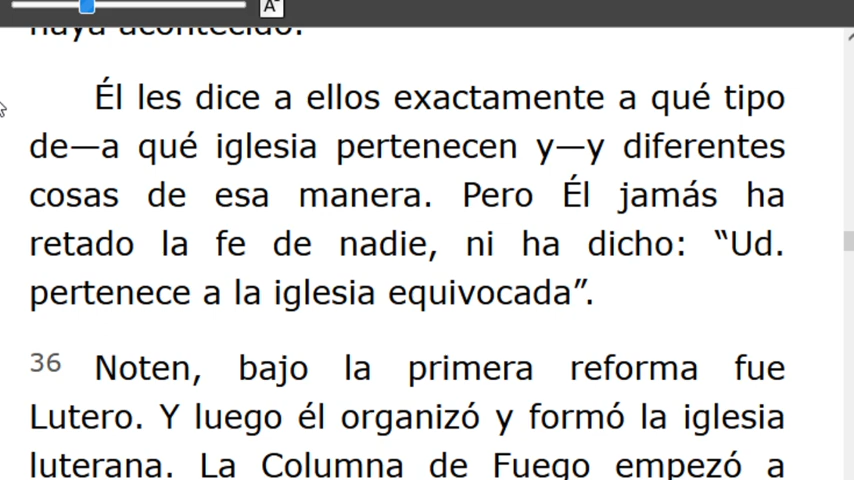 A
haya acontecido.
Él les dice a ellos exactamente a qué tipo
de—a qué iglesia pertenecen y—y diferentes
cosas de esa manera. Pero Él jamás ha
retado la fe de nadie, ni ha dicho: “Ud.
pertenece a la iglesia equivocada”.
36 Noten, bajo la primera reforma fue
Lutero. Y luego él organizó y formó la iglesia
luterana. La Columna de Fuego empezó a